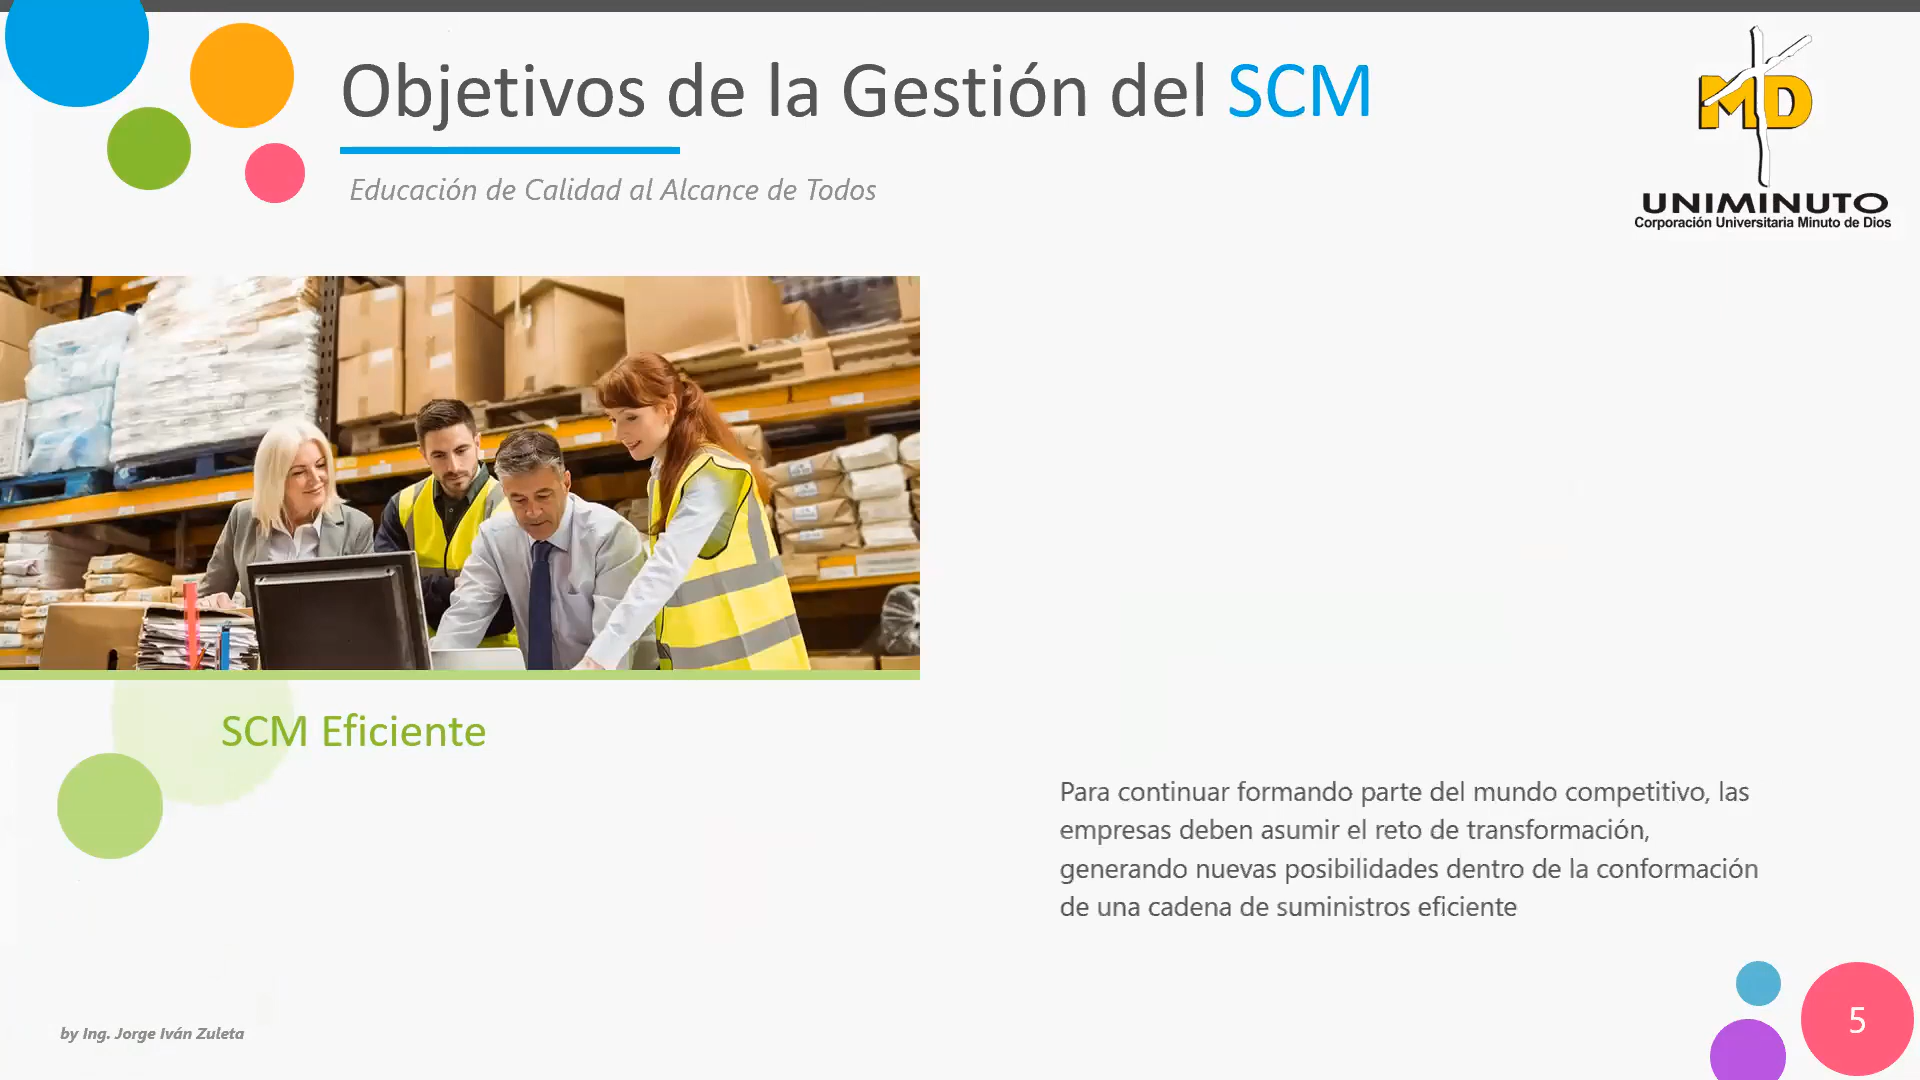 Objetivos de la Gestión del SCM
Educación de Calidad al Alcance de Todos
MD
UNIMINUTO
Corporación Universitaria Minuto de Dios
SCM Eficiente
Para continuar formando parte del mundo competitivo, las
empresas deben asumir el reto de transformación,
generando nuevas posibilidades dentro de la conformación
de una cadena de suministros eficiente
by Ing. Jorge Iván Zuleta
5